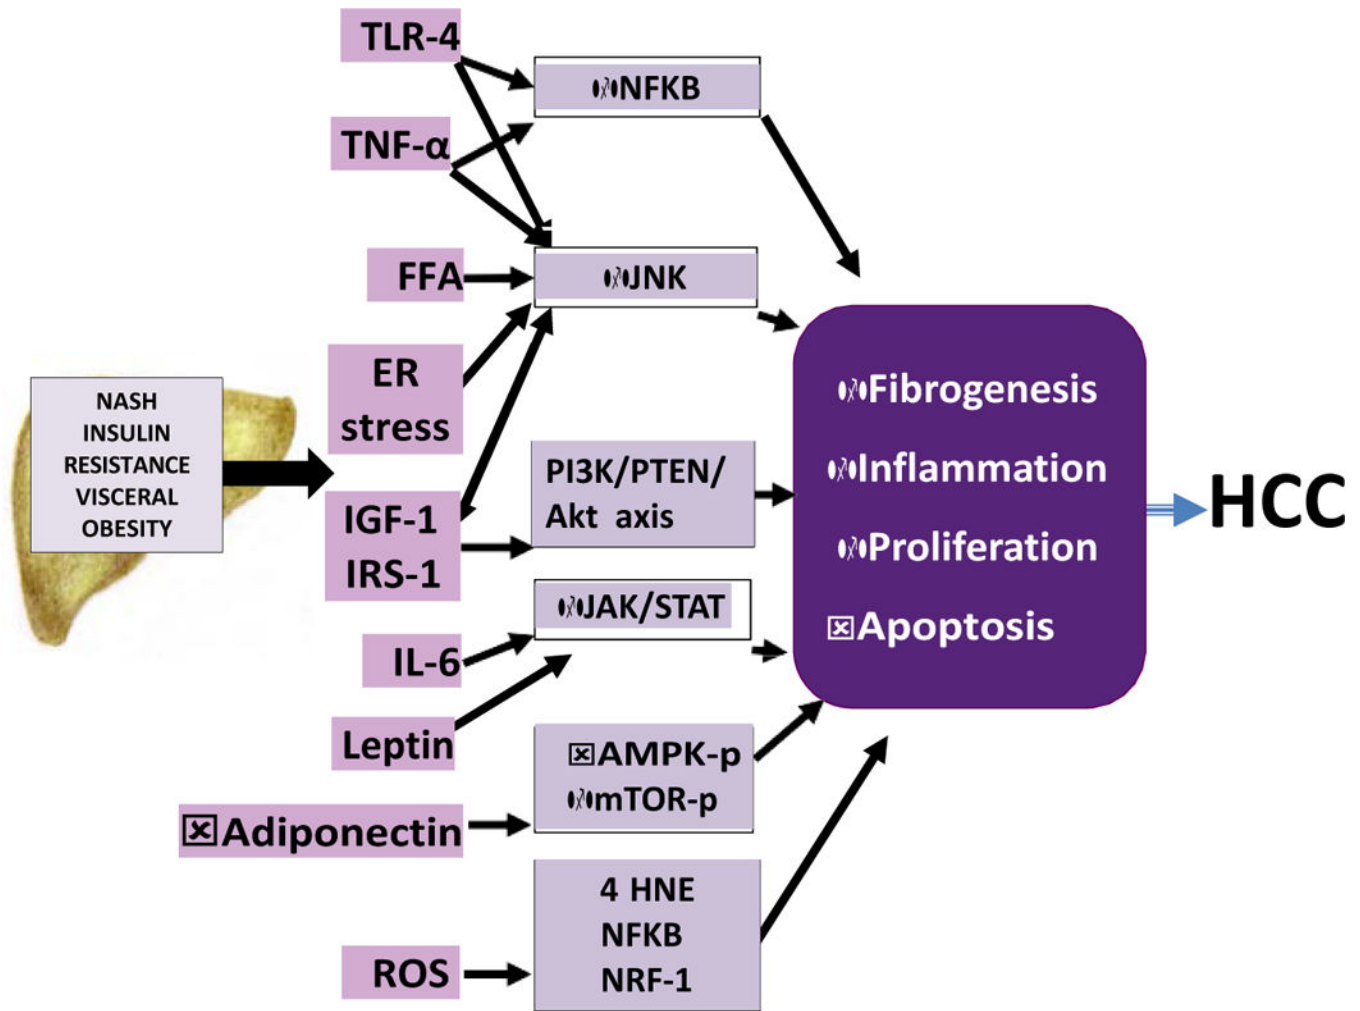 TLR-4
TNF-α
FFA
ER
stress
IGF-1
IRS-1
IL-6
Leptin
Adiponectin
ROS
NASH
INSULIN
RESISTANCE
VISCERAL
OBESITY
NFKB
JNK
PI3K/PTEN/
Akt axis
JAK/STAT
AMPK-p
mTOR-p
4 HNE
NFKB
NRF-1
Fibrogenesis
Inflammation
Proliferation
Apoptosis
HCC